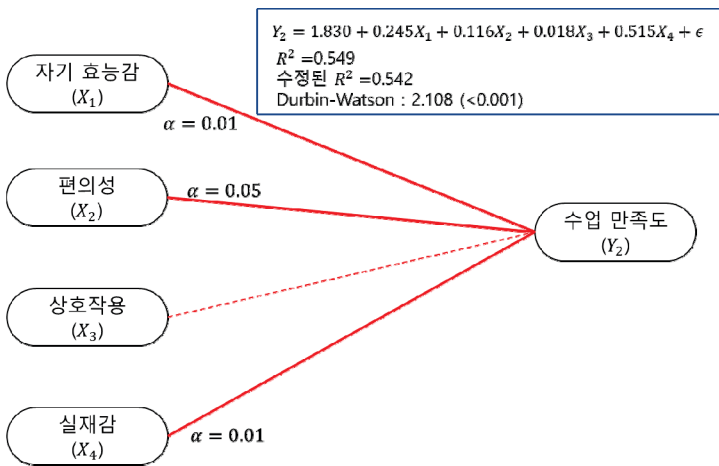 Y₂ = 1.830 + 0.245X₁ + 0.116X₂ + 0.018X₃ + 0.515X₄ + ϵ
R² =0.549
수정된 R² =0.542
Durbin-Watson : 2.108 (<0.001)
자기 효능감
(X₁)
α = 0.01
편의성
(X₂)
α = 0.05
수업 만족도
(Y₂)
상호작용
(X₃)
실재감
(X₄)
α = 0.01